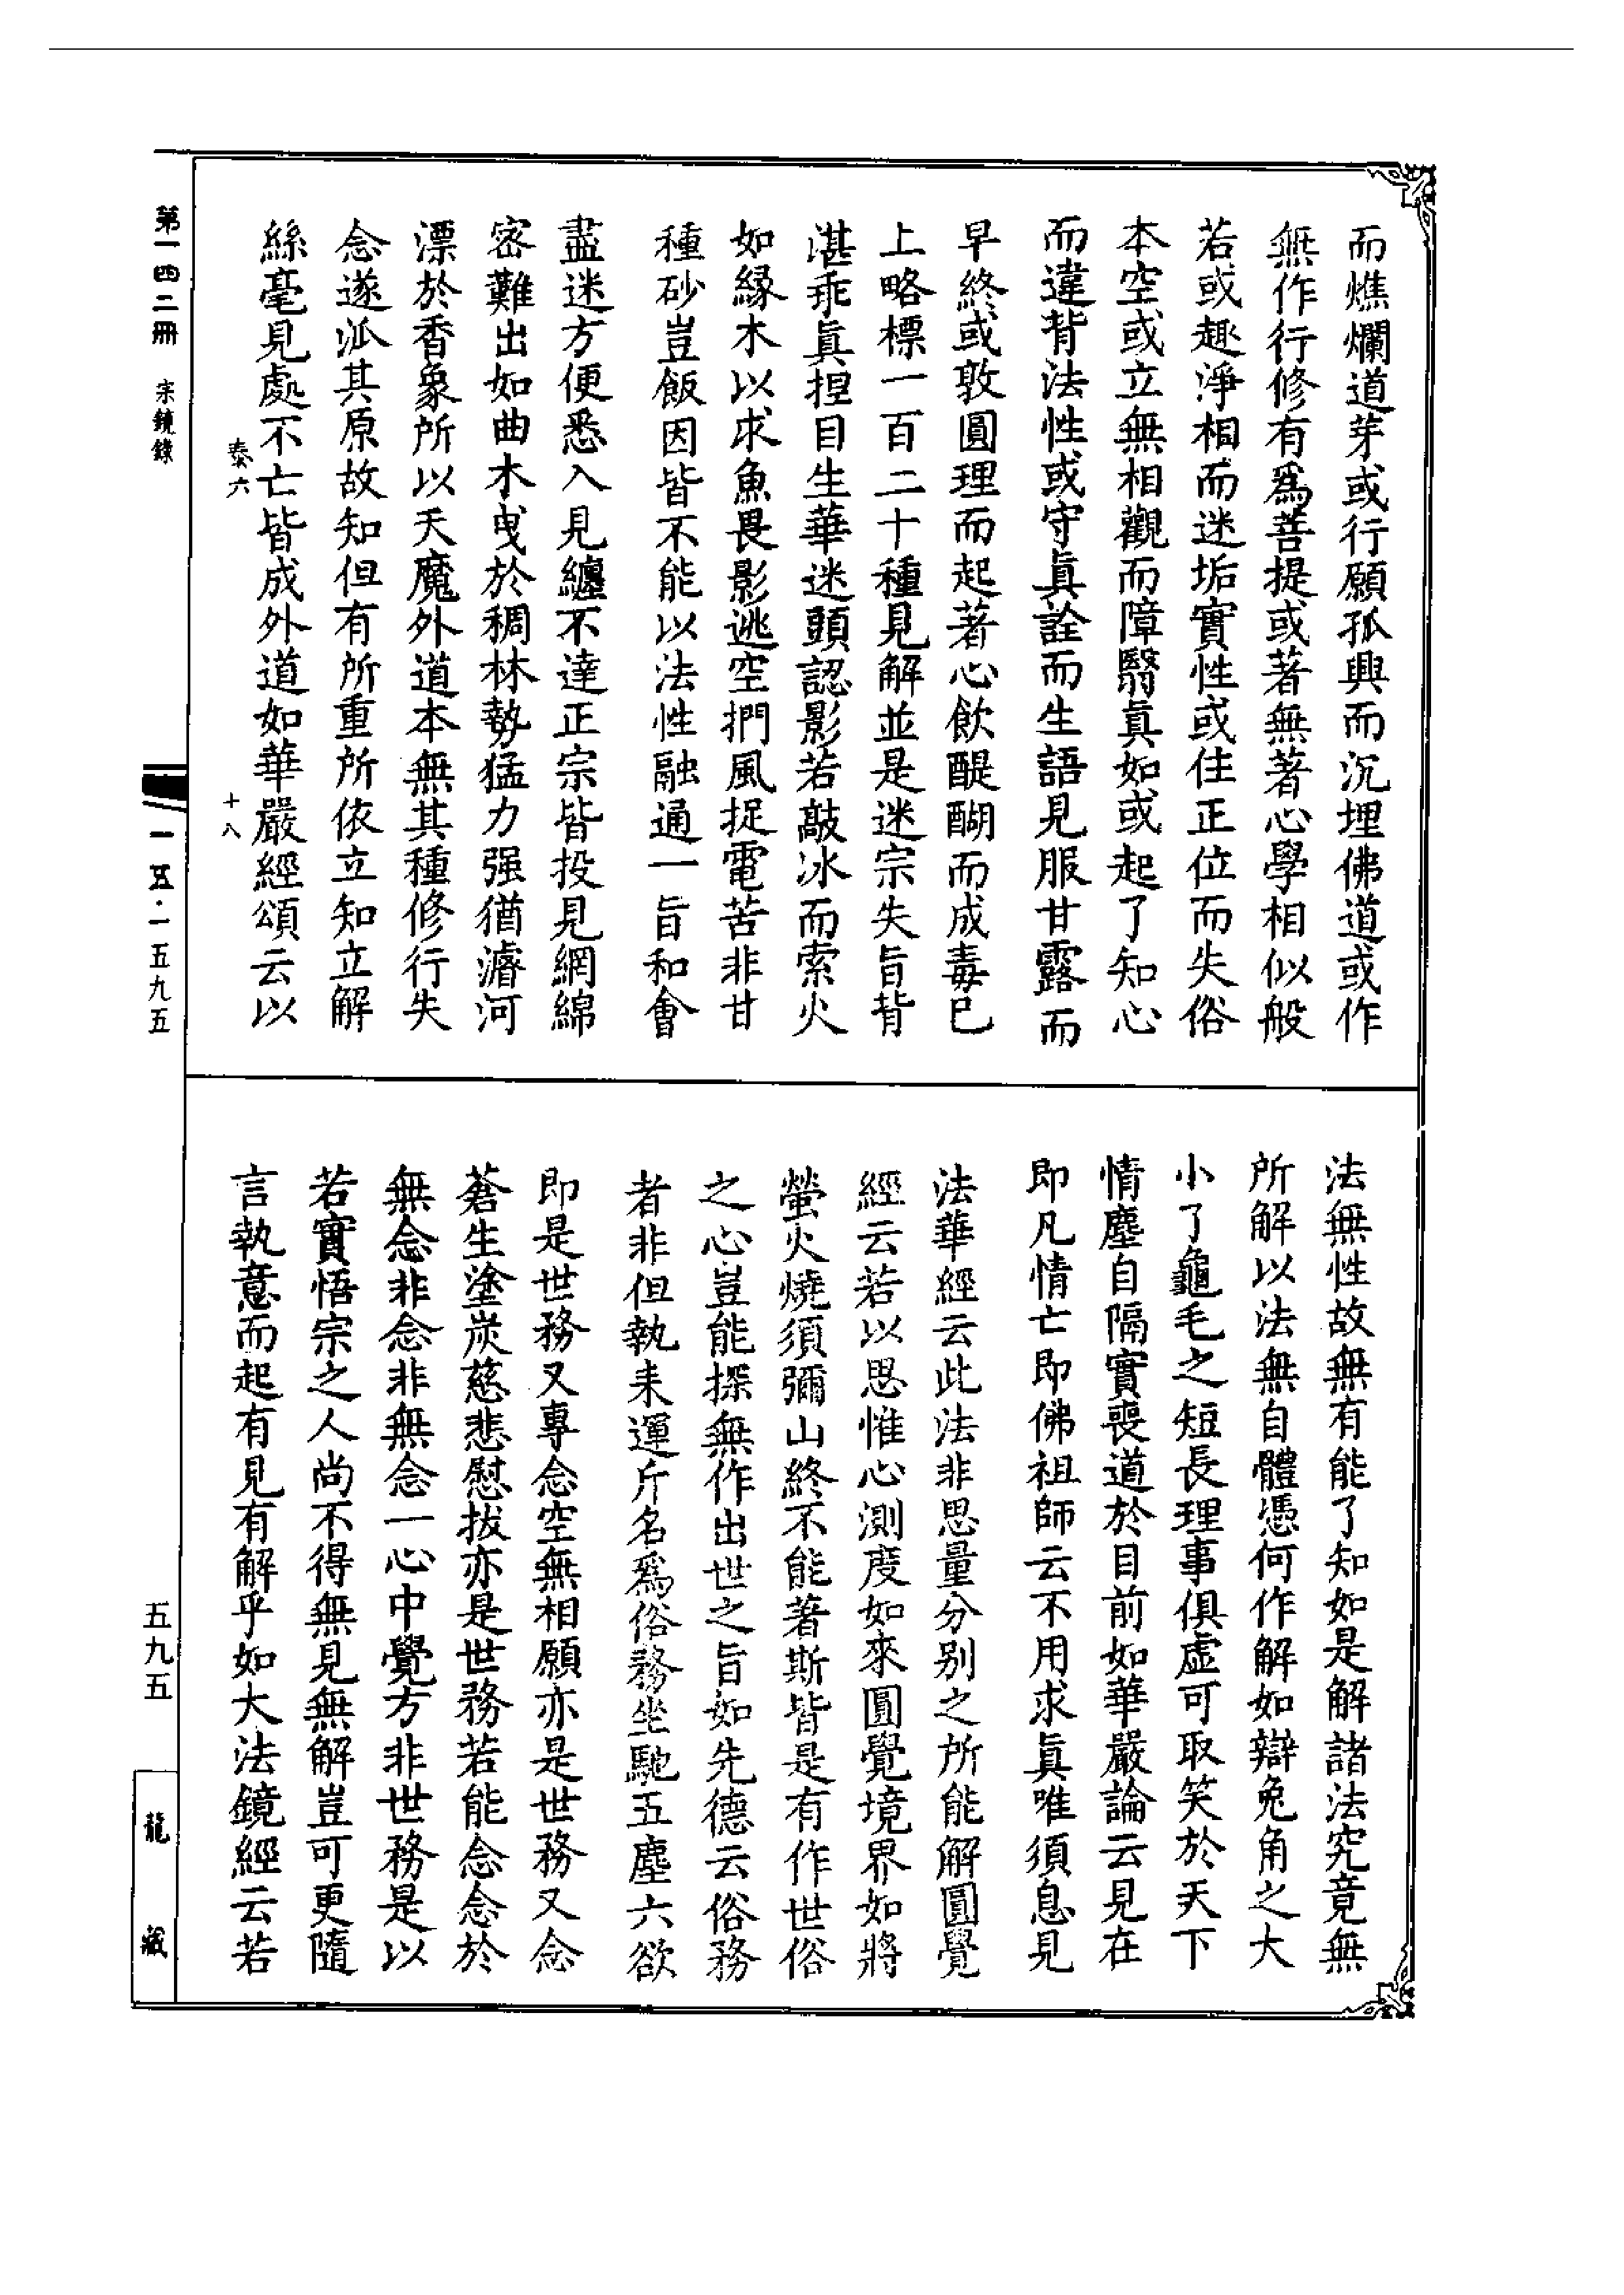 而燋爛道芽或行願孤興而沉埋佛道或作
無作行修有爲菩提或著無著心學相似般
若或趣淨相而迷垢實性或住正位而失俗
本空或立無相觀而障翳眞如或起了知心
而違背法性或守眞詮而生語見服甘露而
早終或敦圓理而起著心飲醍醐而成毒巳
上略標一百二十種見解並是迷宗失旨背
湛乖眞捏目生華迷頭認影若敲冰而索火
如緣木以求魚畏影逃空捫風捉電苦非甘
種砂豈飯因皆不能以法性融通一旨和會
盡迷方便悉入見纏不達正宗皆投見網綿
密難出如曲木曳於稠林勢猛力强猶濬河
漂於香象所以天魔外道本無其種修行失
念遂派其原故知但有所重所依立知立解
絲毫見處不亡皆成外道如華嚴經頌云以
法無性故無有能了知如是解諸法究竟無
所解以法無自體憑何作解如辯兔角之大
小了龜毛之短長理事俱虛可取笑於天下
情塵自隔實喪道於目前如華嚴論云見在
即凡情亡即佛祖師云不用求眞唯須息見
法華經云此法非思量分別之所能解圓覺
經云若以思惟心測度如來圓覺境界如將
螢火燒須彌山終不能著斯皆是有作世俗
之心豈能探無作出世之旨如先德云俗務
者非但執耒運斤名爲俗務坐馳五塵六欲
即是世務又專念空無相願亦是世務又念
蒼生塗炭慈悲慰拔亦是世務若能念念於
無念非念非無念一心中覺方非世務是以
若實悟宗之人尚不得無見無解豈可更隨
言執意而起有見有解乎如大法鏡經云若
泰六
十八
第一四二冊 宗鏡錄
一五·一五九五
五九五
龍藏